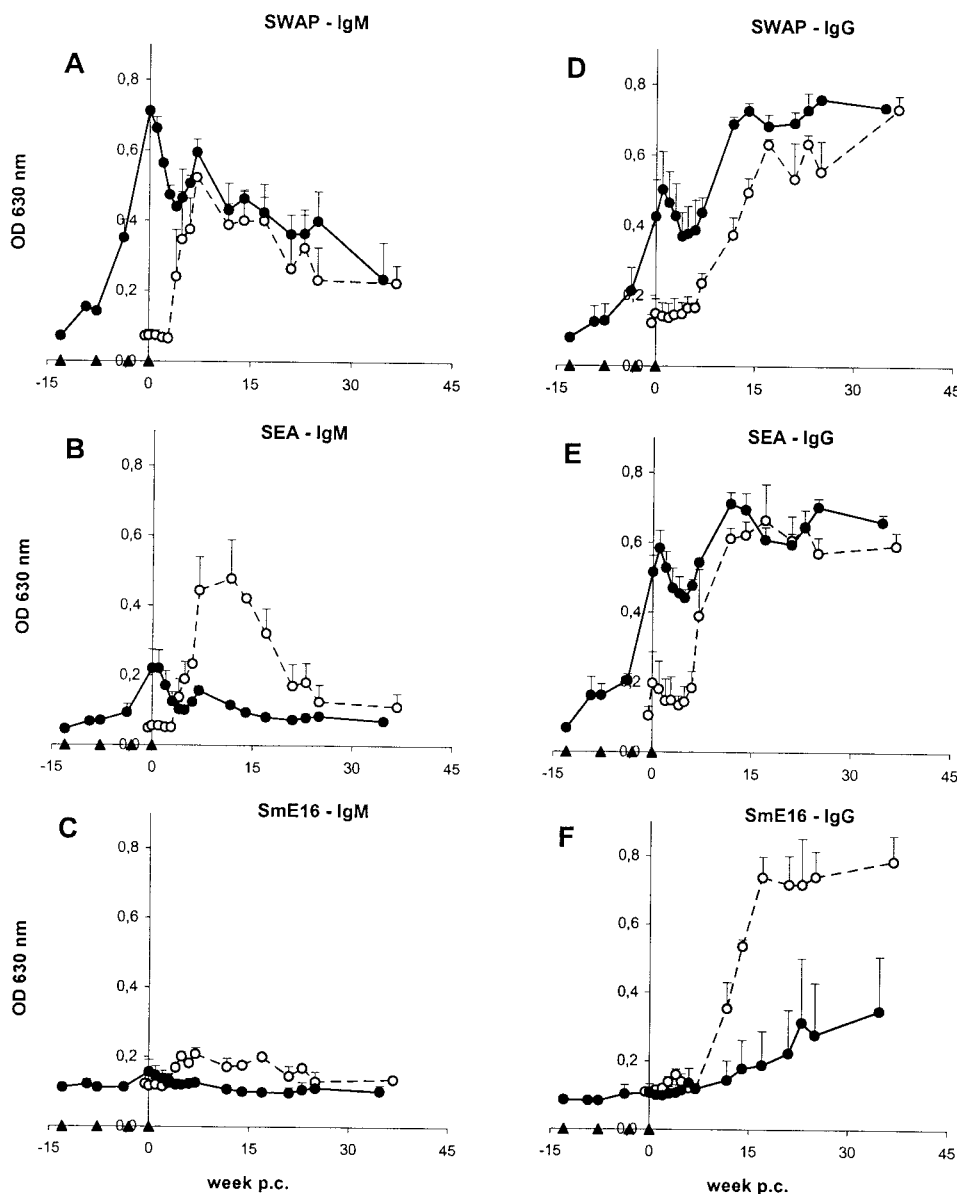 SWAP - IgM
A
OD 630 nm
0,8
0,6
0,4
0,2
0,0
-15 0 15 30 45
SWAP - IgG
D
0,8
0,6
0,4
0,2
0,0
-15 0 15 30 45
SEA - IgM
B
OD 630 nm
0,8
0,6
0,4
0,2
0,0
-15 0 15 30 45
SEA - IgG
E
0,8
0,6
0,4
0,2
0,0
-15 0 15 30 45
SmE16 - IgM
C
OD 630 nm
0,8
0,6
0,4
0,2
0,0
-15 0 15 30 45
week p.c.
SmE16 - IgG
F
0,8
0,6
0,4
0,2
0,0
-15 0 15 30 45
week p.c.